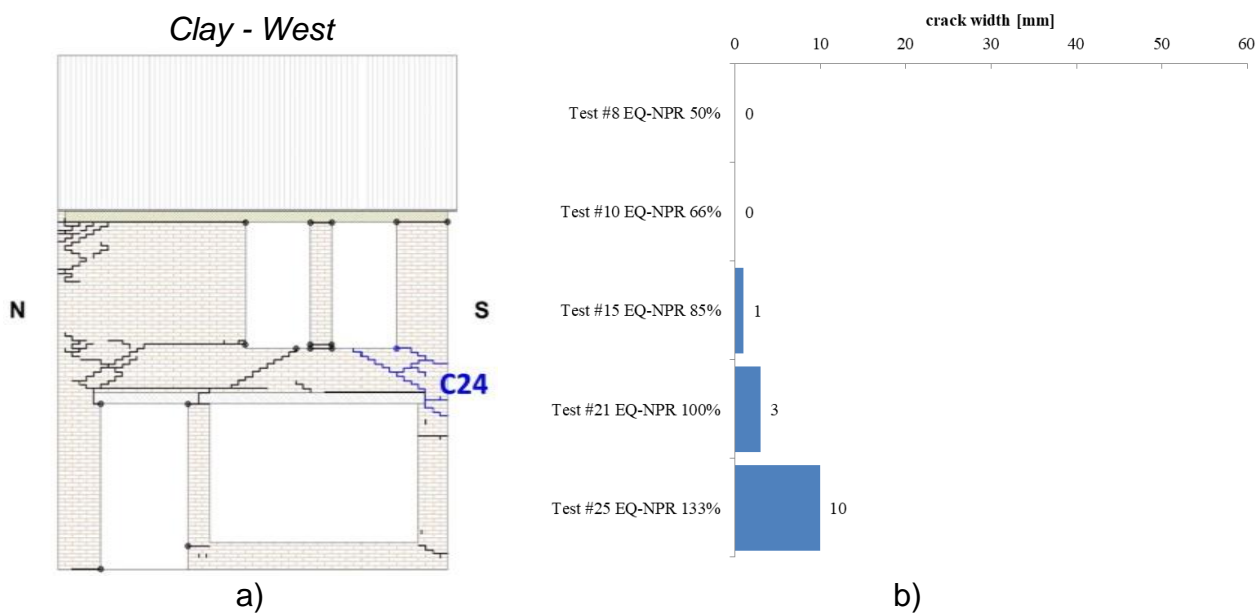 Clay - West
N
S
C24
a)
crack width [mm]
0 10 20 30 40 50 60
Test #8 EQ-NPR 50% 0
Test #10 EQ-NPR 66% 0
Test #15 EQ-NPR 85% 1
Test #21 EQ-NPR 100% 3
Test #25 EQ-NPR 133% 10
b)